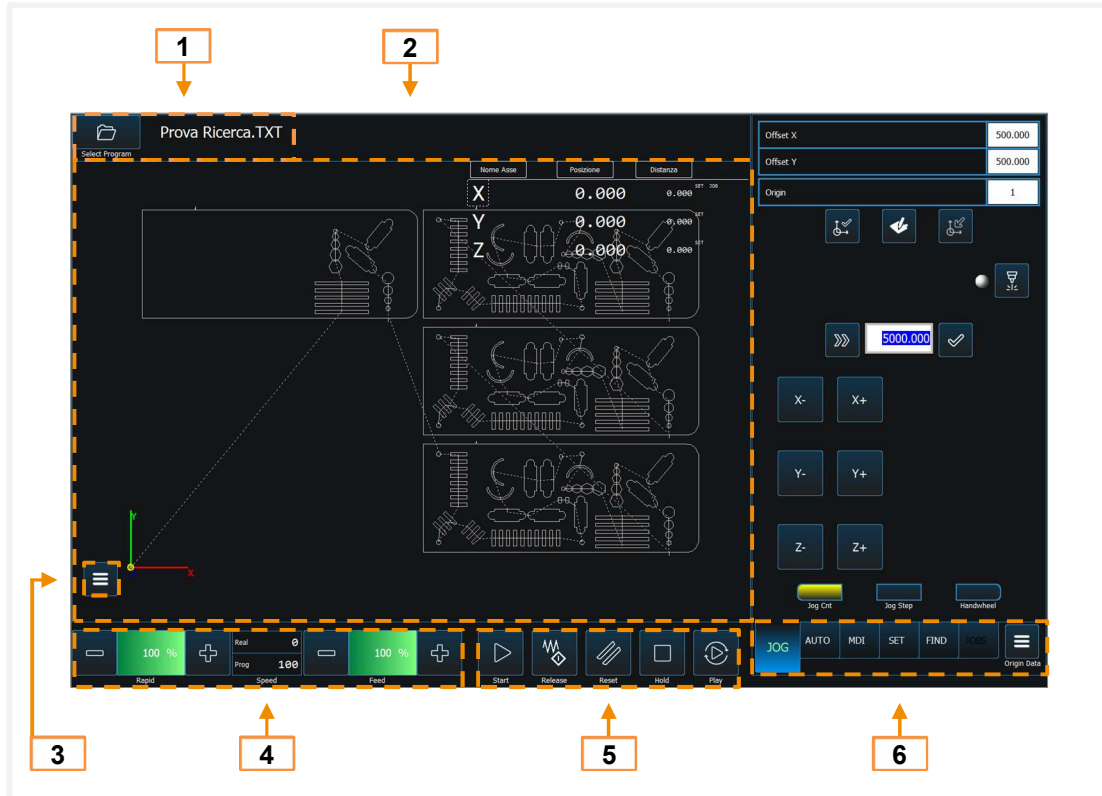 1
2
Prova Ricerca.TXT
Select Program
Nome Asse
Posizione
Distanza
X
0.000
0.000
SET
JOG
Y
0.000
0.000
SET
Z
0.000
0.000
SET
Y
X
Offset X
500.000
Offset Y
500.000
Origin
1
5000.000
X-
X+
Y-
Y+
Z-
Z+
Jog Cnt
Jog Step
Handwheel
100 %
Rapid
Real
0
Prog
100
Speed
100 %
Feed
Start
Release
Reset
Hold
Play
JOG
AUTO
MDI
SET
FIND
JOBS
Origin Data
3
4
5
6